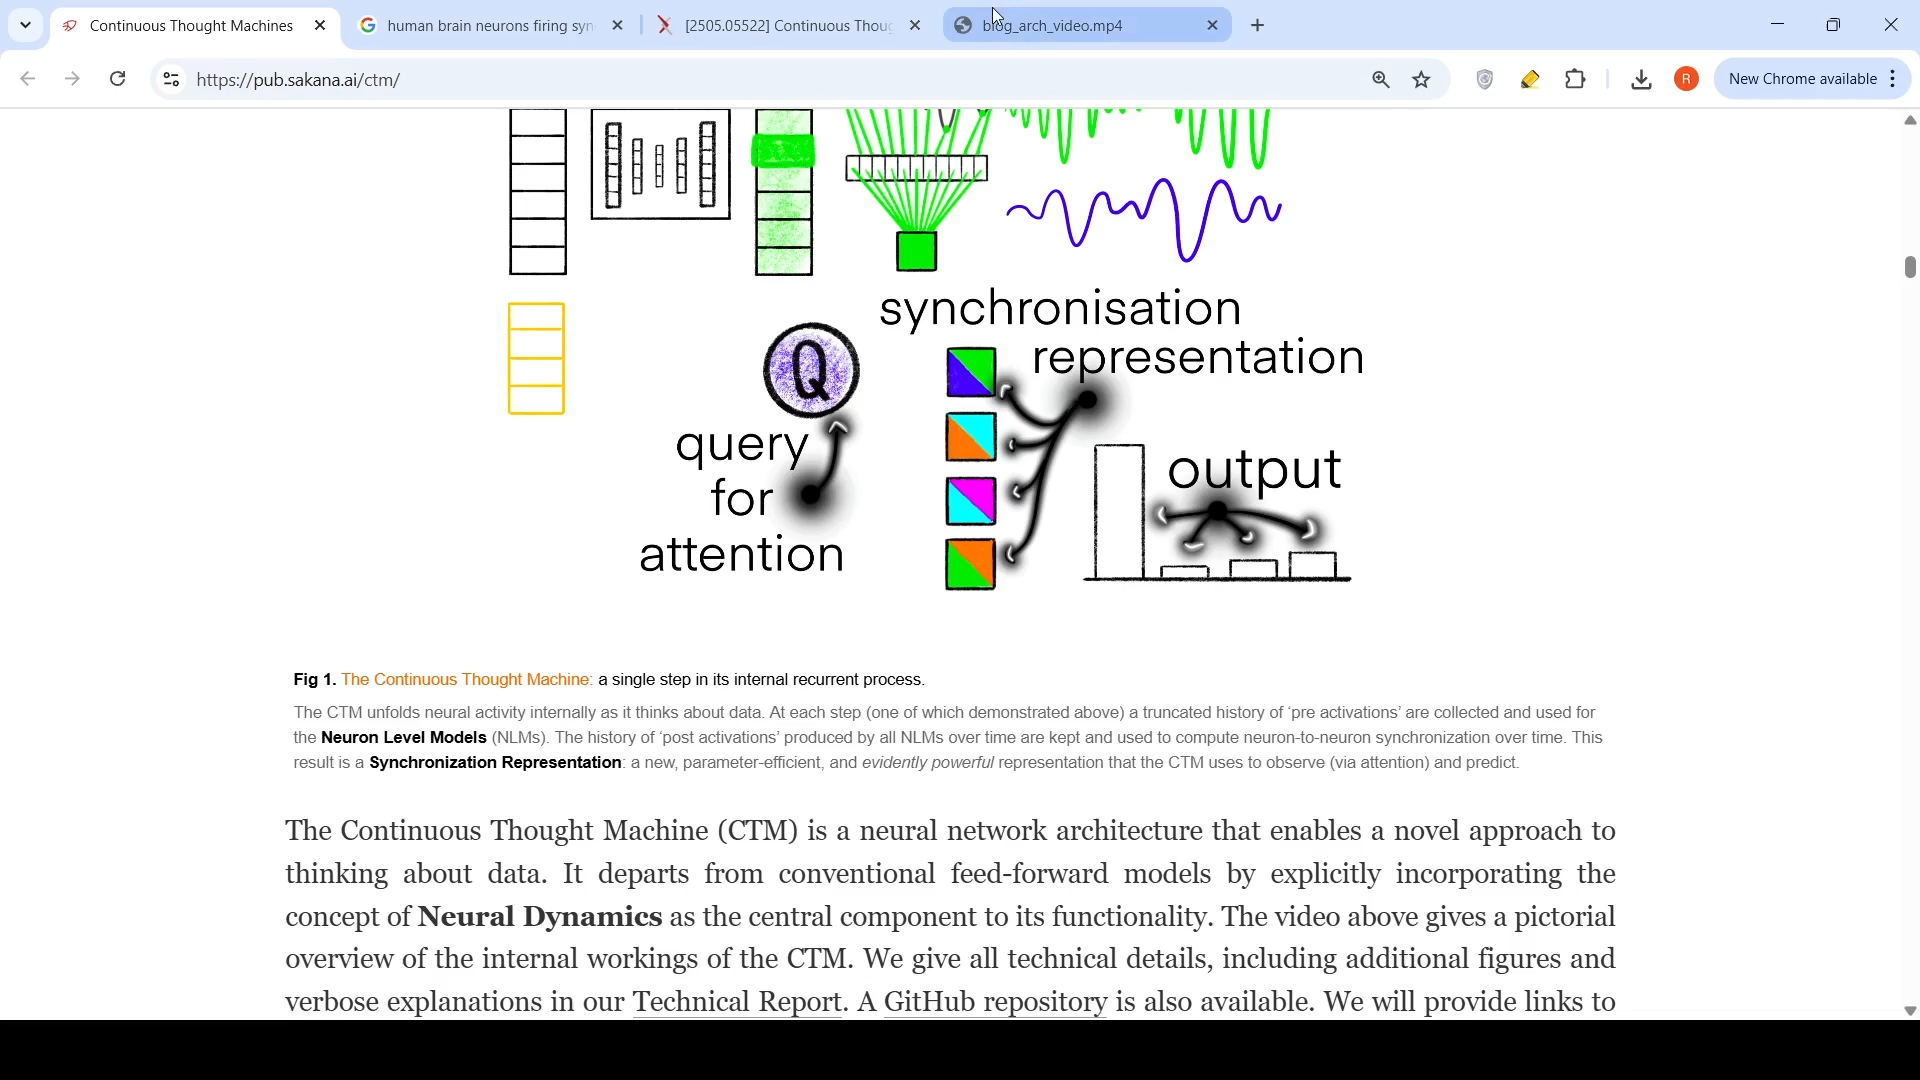 Continuous Thought Machines
human brain neurons firing syn
[2505.05522] Continuous Thoug
blog_arch_video.mp4
https://pub.sakana.ai/ctm/
R
New Chrome available
synchronisation
representation
Q
query
for
attention
output
Fig 1. The Continuous Thought Machine: a single step in its internal recurrent process.
The CTM unfolds neural activity internally as it thinks about data. At each step (one of which demonstrated above) a truncated history of ‘pre activations’ are collected and used for
the Neuron Level Models (NLMs). The history of ‘post activations’ produced by all NLMs over time are kept and used to compute neuron-to-neuron synchronization over time. This
result is a Synchronization Representation: a new, parameter-efficient, and evidently powerful representation that the CTM uses to observe (via attention) and predict.
The Continuous Thought Machine (CTM) is a neural network architecture that enables a novel approach to
thinking about data. It departs from conventional feed-forward models by explicitly incorporating the
concept of Neural Dynamics as the central component to its functionality. The video above gives a pictorial
overview of the internal workings of the CTM. We give all technical details, including additional figures and
verbose explanations in our Technical Report. A GitHub repository is also available. We will provide links to